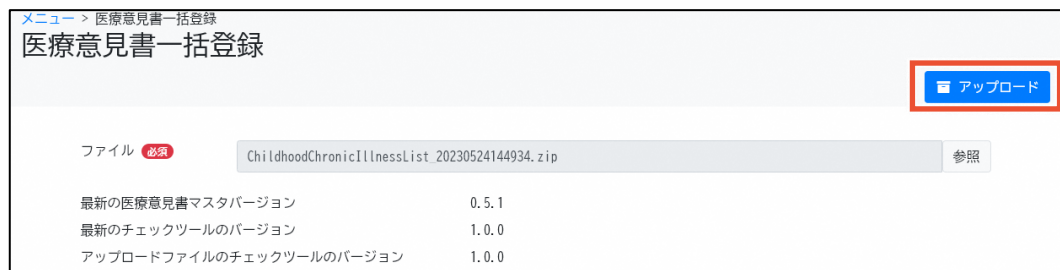 メニュー > 医療意見書一括登録
医療意見書一括登録
アップロード
ファイル 必須 ChildhoodChronicIllnessList_20230524144934.zip 参照
最新の医療意見書マスタバージョン 0.5.1
最新のチェックツールのバージョン 1.0.0
アップロードファイルのチェックツールのバージョン 1.0.0